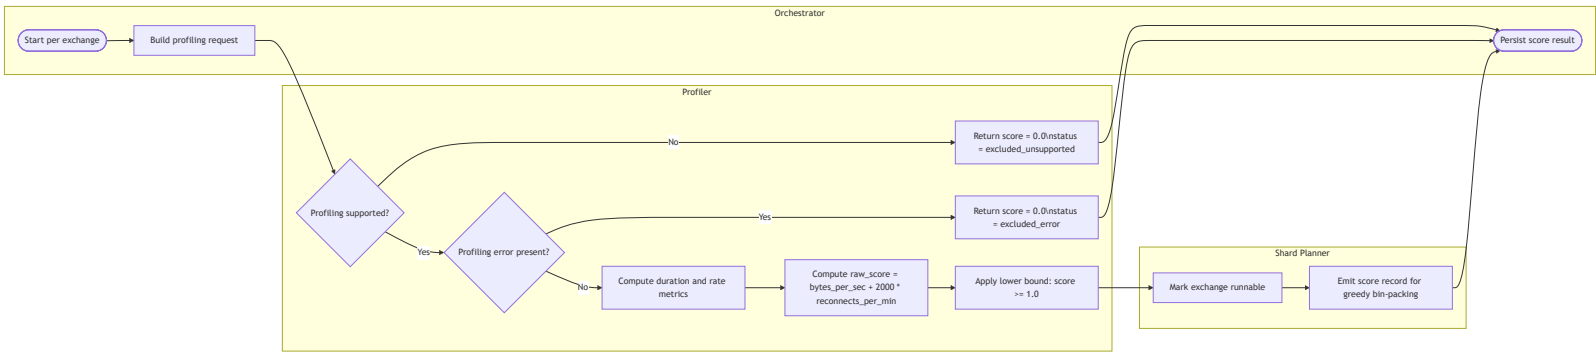 Orchestrator
Start per exchange
Build profiling request
Persist score result
Profiler
Profiling supported?
No
Return score = 0.0\nstatus
= excluded_unsupported
Yes
Profiling error present?
Yes
Return score = 0.0\nstatus
= excluded_error
No
Compute duration and rate
metrics
Compute raw_score =
bytes_per_sec + 2000 *
reconnects_per_min
Apply lower bound: score
>= 1.0
Shard Planner
Mark exchange runnable
Emit score record for
greedy bin-packing